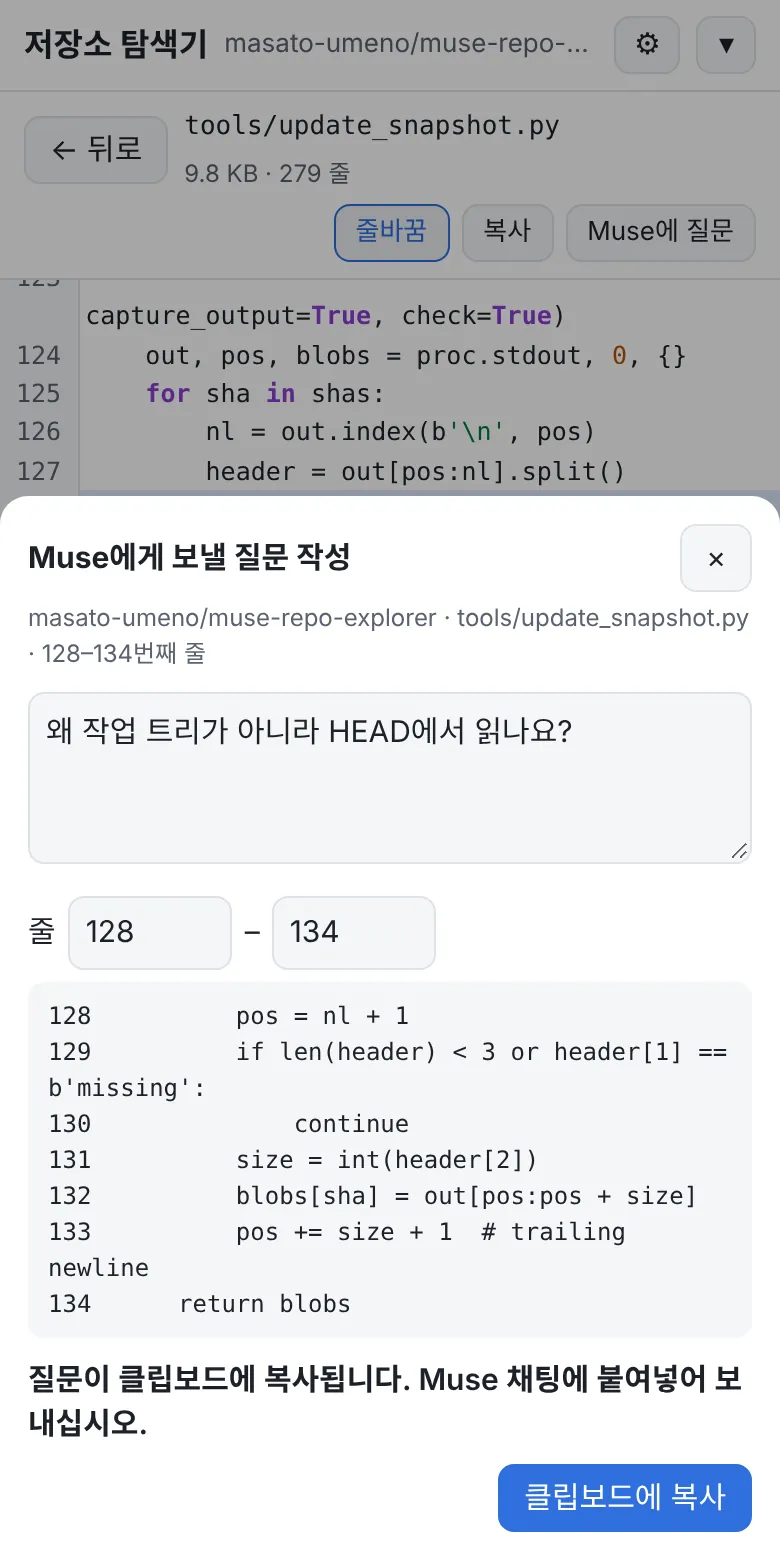 저장소 탐색기 masato-umeno/muse-repo-...
← 뒤로
tools/update_snapshot.py
9.8 KB · 279 줄
줄바꿈 복사 Muse에 질문
123
capture_output=True, check=True)
124 out, pos, blobs = proc.stdout, 0, {}
125 for sha in shas:
126 nl = out.index(b'\n', pos)
127 header = out[pos:nl].split()
Muse에게 보낼 질문 작성 ×
masato-umeno/muse-repo-explorer · tools/update_snapshot.py
· 128–134번째 줄
왜 작업 트리가 아니라 HEAD에서 읽나요?
줄 128 – 134
128 pos = nl + 1
129 if len(header) < 3 or header[1] ==
b'missing':
130 continue
131 size = int(header[2])
132 blobs[sha] = out[pos:pos + size]
133 pos += size + 1 # trailing
newline
134 return blobs
질문이 클립보드에 복사됩니다. Muse 채팅에 붙여넣어 보
내십시오.
클립보드에 복사